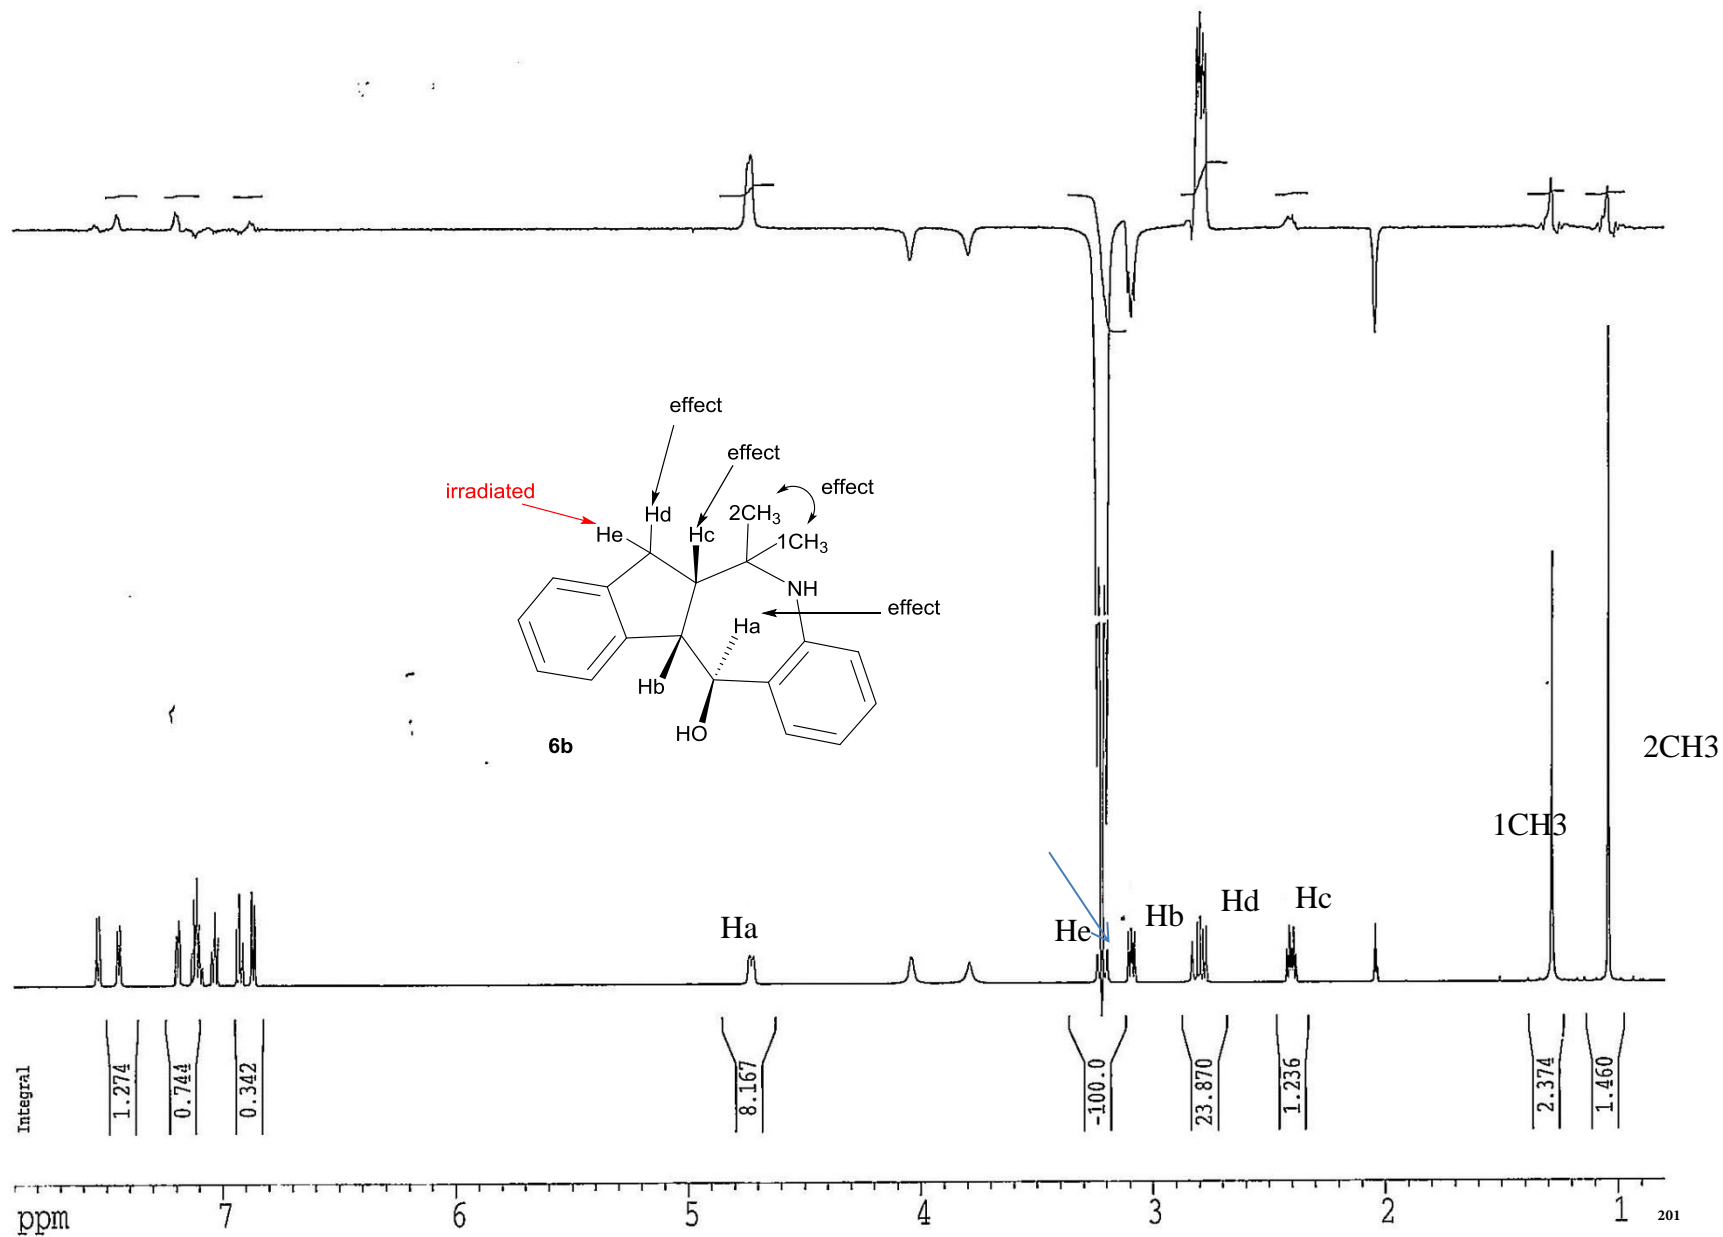 effect
effect
irradiated
effect
Hd
2CH3
He
Hc
1CH3
NH
effect
Ha
Hb
HO
6b
2CH3
1CH3
Ha
He
Hb
Hd
Hc
Integral
1.274
0.744
0.342
8.167
-100.0
23.870
1.236
2.374
1.460
ppm
7
6
5
4
3
2
1
201